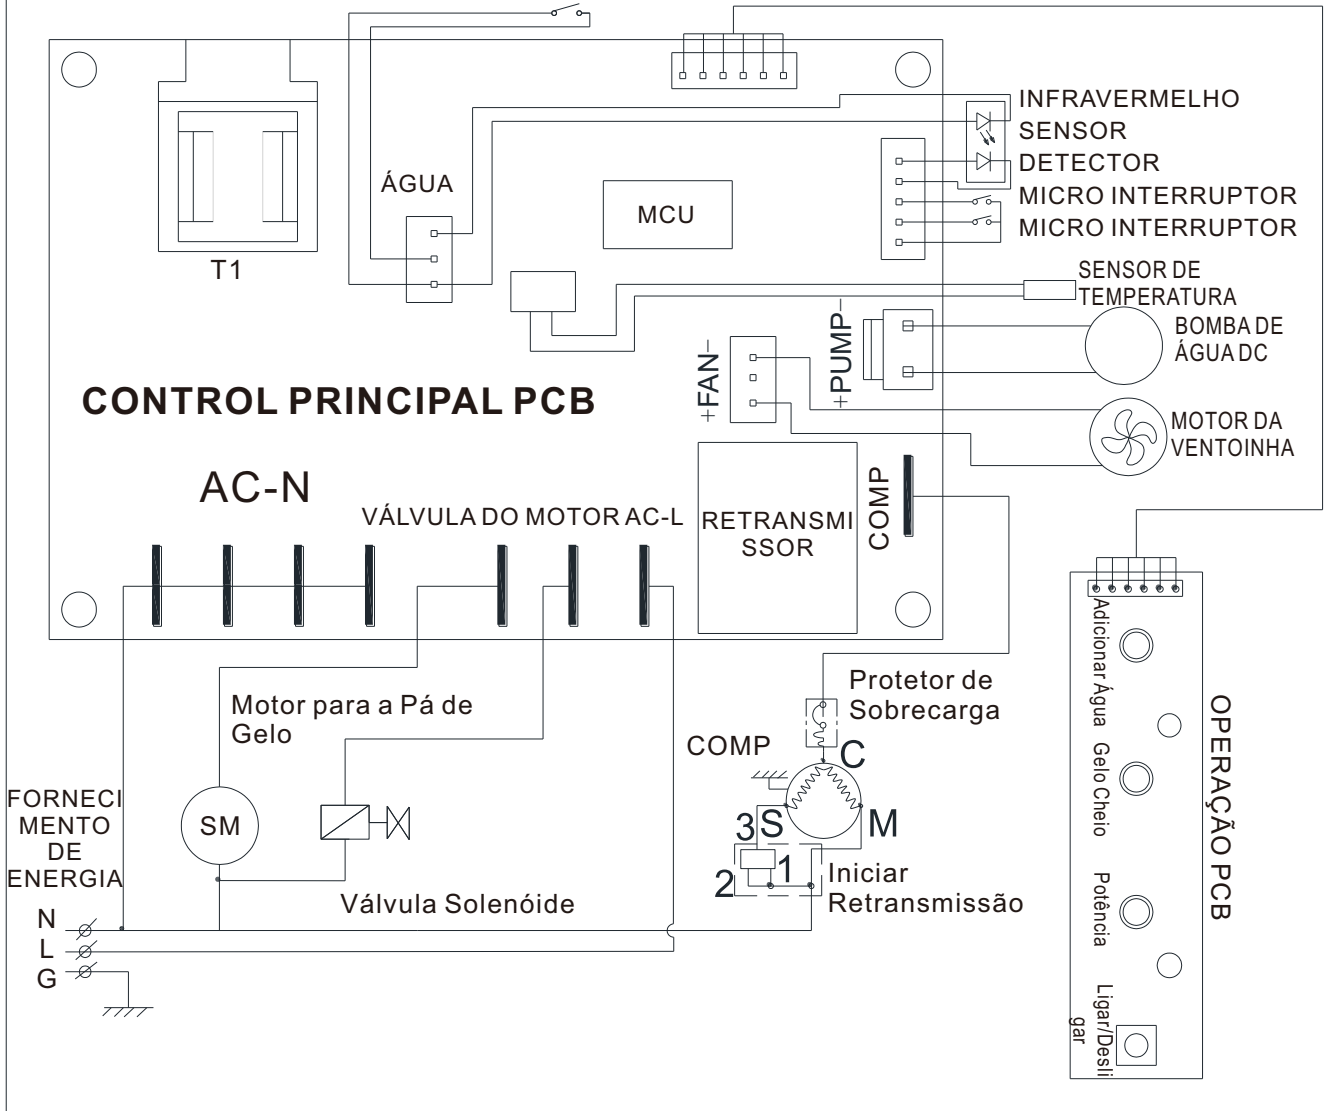 INFRAVERMELHO
SENSOR
DETECTOR
MICRO INTERRUPTOR
MICRO INTERRUPTOR
ÁGUA
MCU
T1
SENSOR DE
TEMPERATURA
BOMBA DE
ÁGUA DC
+PUMP-
+FAN-
CONTROL PRINCIPAL PCB
MOTOR DA
VENTOINHA
AC-N
VÁLVULA DO MOTOR AC-L
RETRANSMI
SSOR
COMP
Motor para a Pá de
Gelo
Protetor de
Sobrecarga
COMP
C
S
M
3
2
1
SM
Iniciar
Retransmissão
Válvula Solenóide
FORNECI
MENTO
DE
ENERGIA
N
L
G
Adicionar Água
Gelo Cheio
Potência
Ligar/Desli
gar
OPERAÇÃO PCB